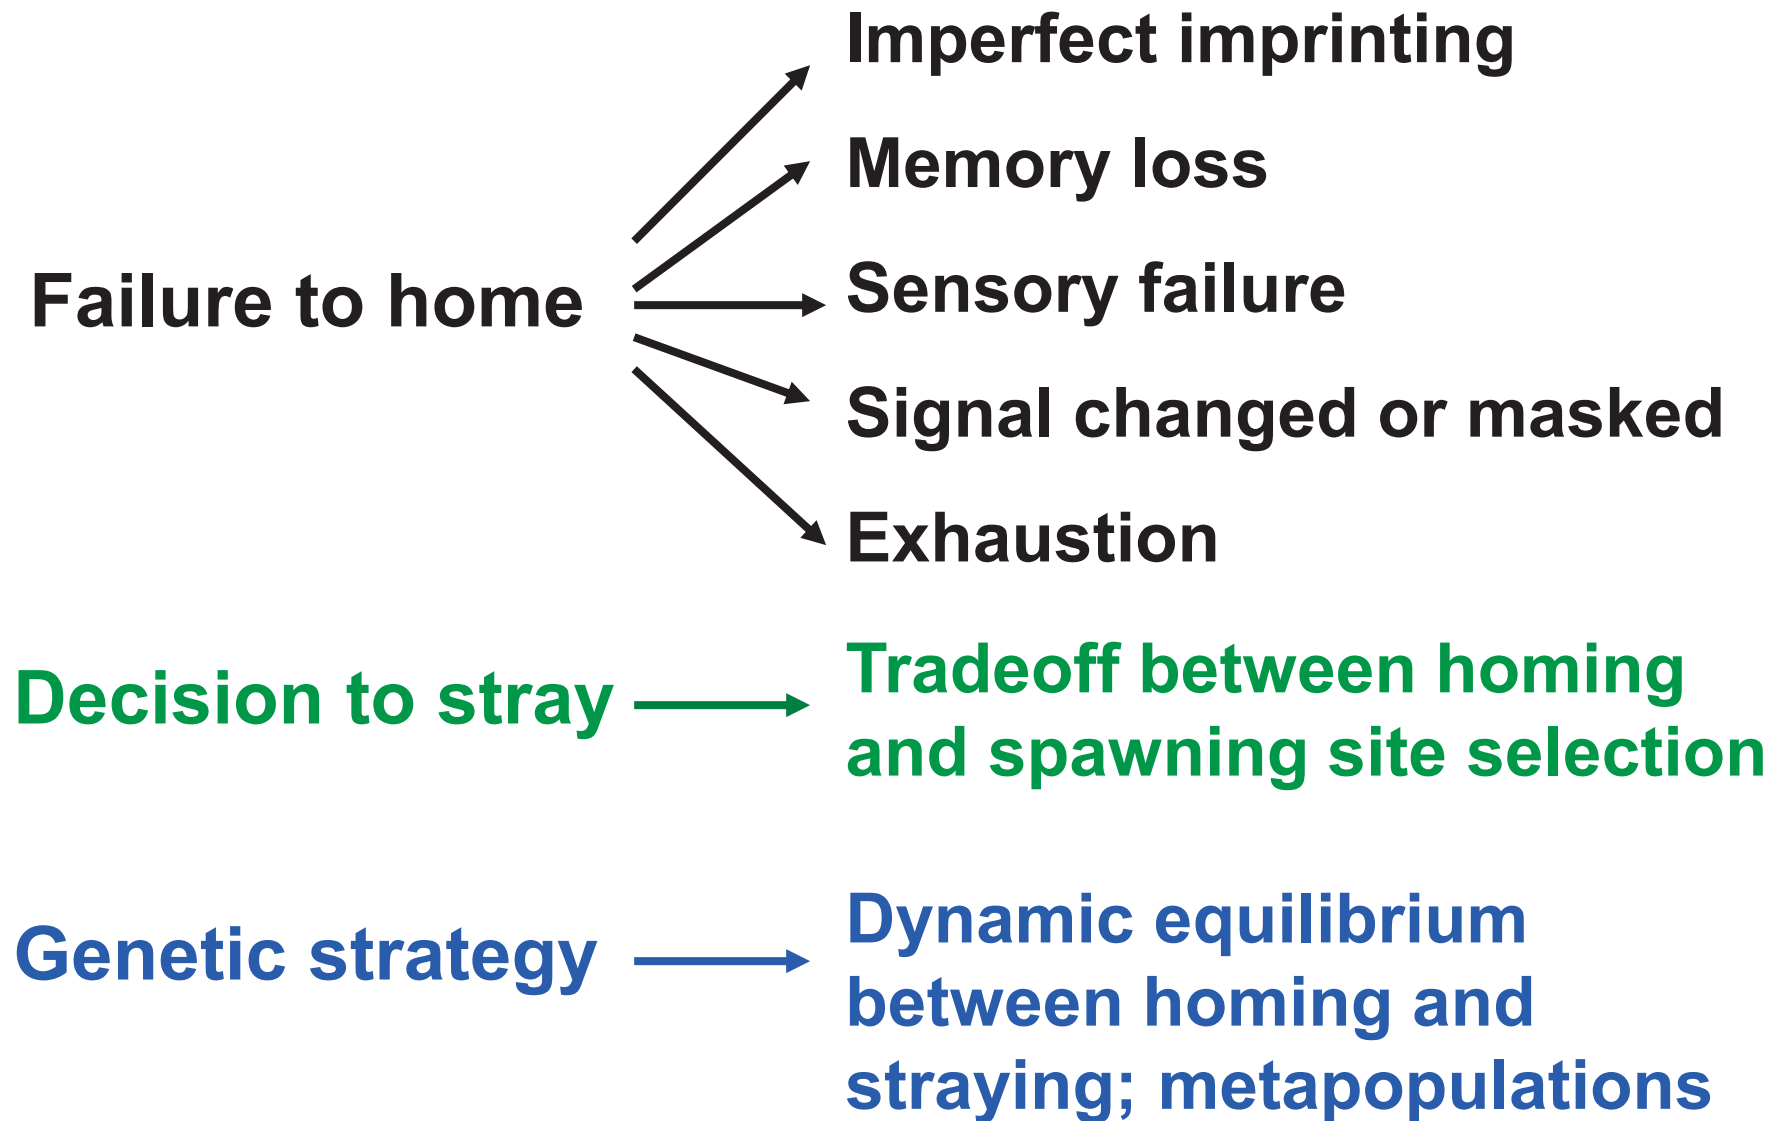 Imperfect imprinting
Memory loss
Failure to home
Sensory failure
Signal changed or masked
Exhaustion
Decision to stray
Tradeoff between homing
and spawning site selection
Genetic strategy
Dynamic equilibrium
between homing and
straying; metapopulations